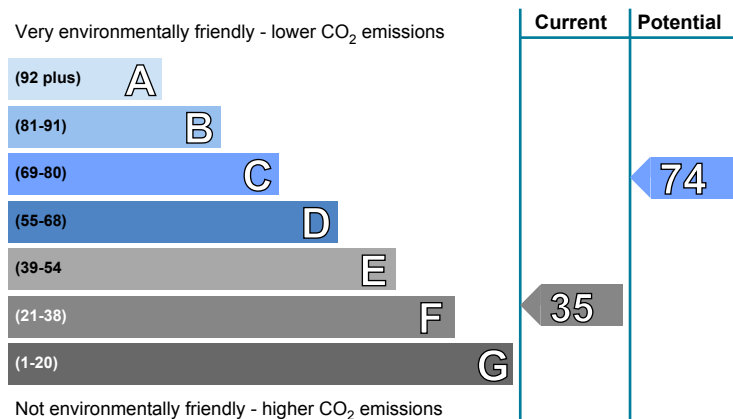 Current Potential
Very environmentally friendly - lower CO₂ emissions
(92 plus) A
(81-91) B
(69-80) C
74
(55-68) D
(39-54 E
(21-38) F
35
(1-20) G
Not environmentally friendly - higher CO₂ emissions